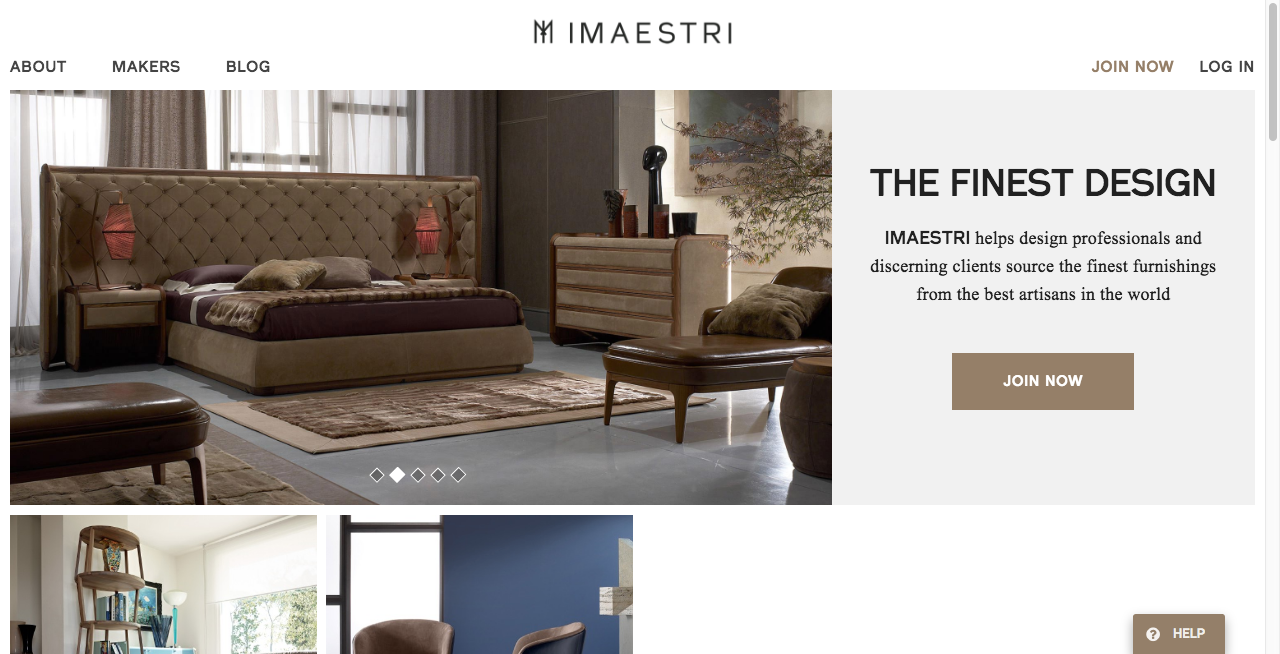 IMAESTRI
ABOUT MAKERS BLOG JOIN NOW LOG IN
THE FINEST DESIGN
IMAESTRI helps design professionals and
discerning clients source the finest furnishings
from the best artisans in the world
JOIN NOW
HELP